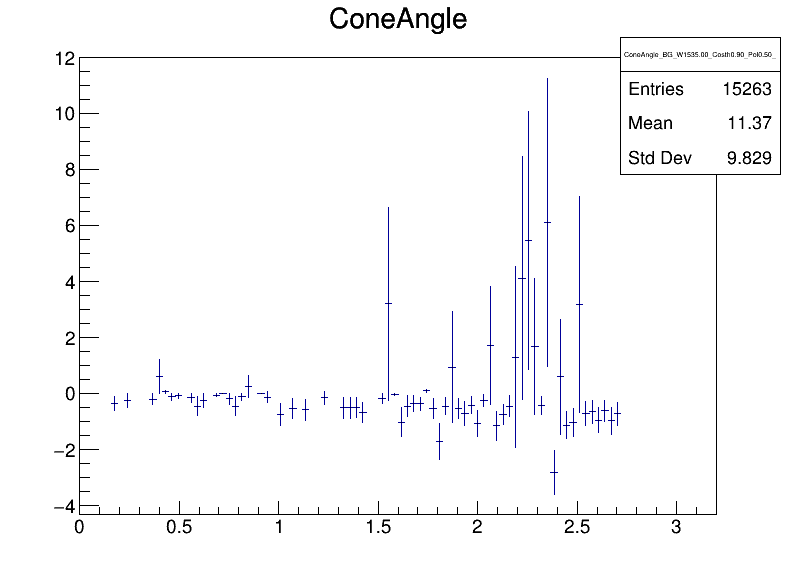 ConeAngle
ConeAngle_BG_W1535.00_Costh0.90_Pol0.50_
Entries 15263
Mean 11.37
Std Dev 9.829
12
10
8
6
4
2
0
−2
−4
0 0.5 1 1.5 2 2.5 3